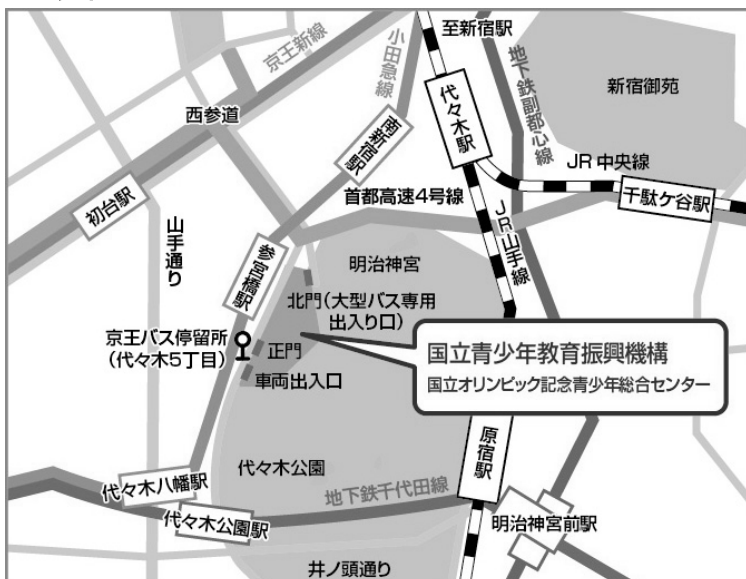 至新宿駅
小田急線
京王新線
地下鉄副都心線
新宿御苑
代々木駅
西参道
南新宿駅
JR中央線
千駄ケ谷駅
首都高速4号線
初台駅
山手通り
JR山手線
参宮橋駅
明治神宮
北門(大型バス専用
出入り口)
京王バス停留所
(代々木5丁目)
正門
車両出入口
国立青少年教育振興機構
国立オリンピック記念青少年総合センター
原宿駅
代々木公園
代々木八幡駅
地下鉄千代田線
代々木公園駅
明治神宮前駅
井ノ頭通り